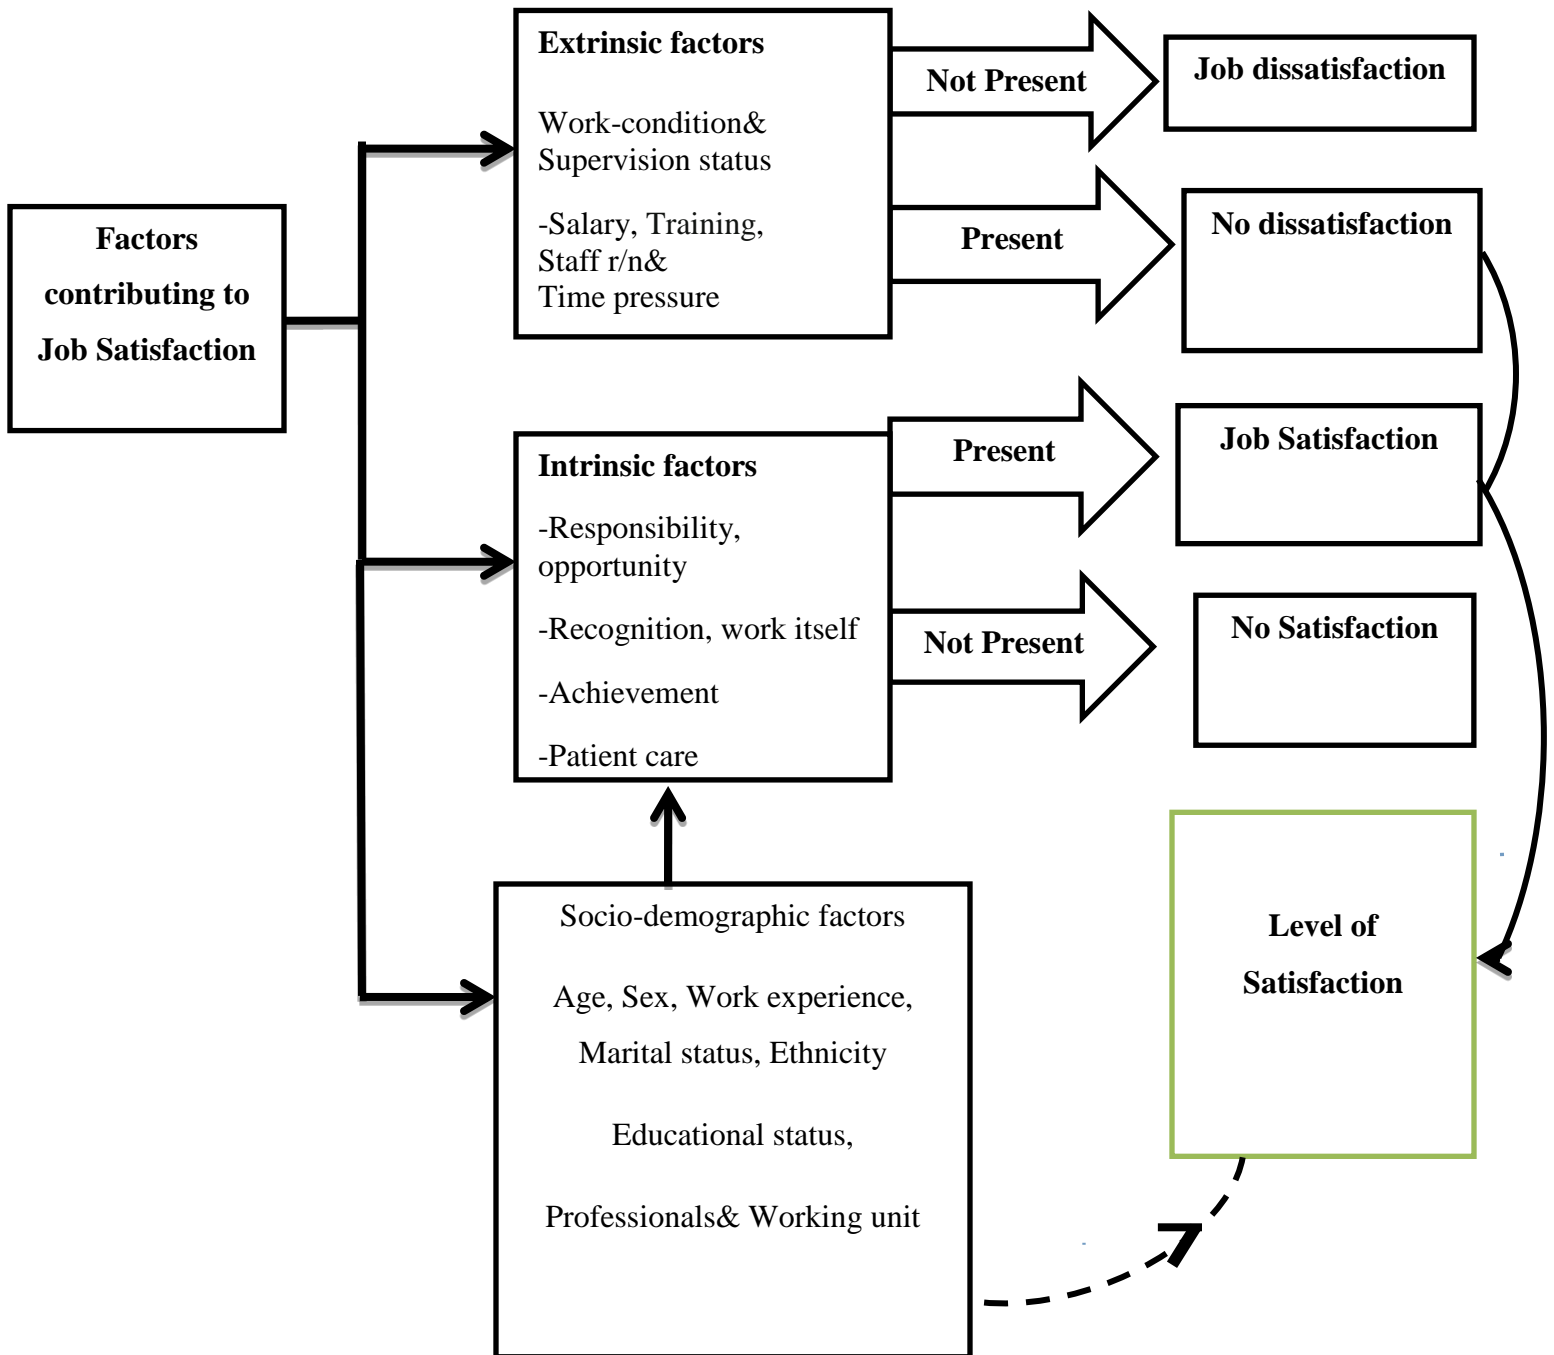 Factors
contributing to
Job Satisfaction
Extrinsic factors
Work-condition&
Supervision status
-Salary, Training,
Staff r/n&
Time pressure
Not Present
Job dissatisfaction
Present
No dissatisfaction
Intrinsic factors
-Responsibility,
opportunity
-Recognition, work itself
-Achievement
-Patient care
Present
Job Satisfaction
Not Present
No Satisfaction
Socio-demographic factors
Age, Sex, Work experience,
Marital status, Ethnicity
Educational status,
Professionals& Working unit
Level of
Satisfaction